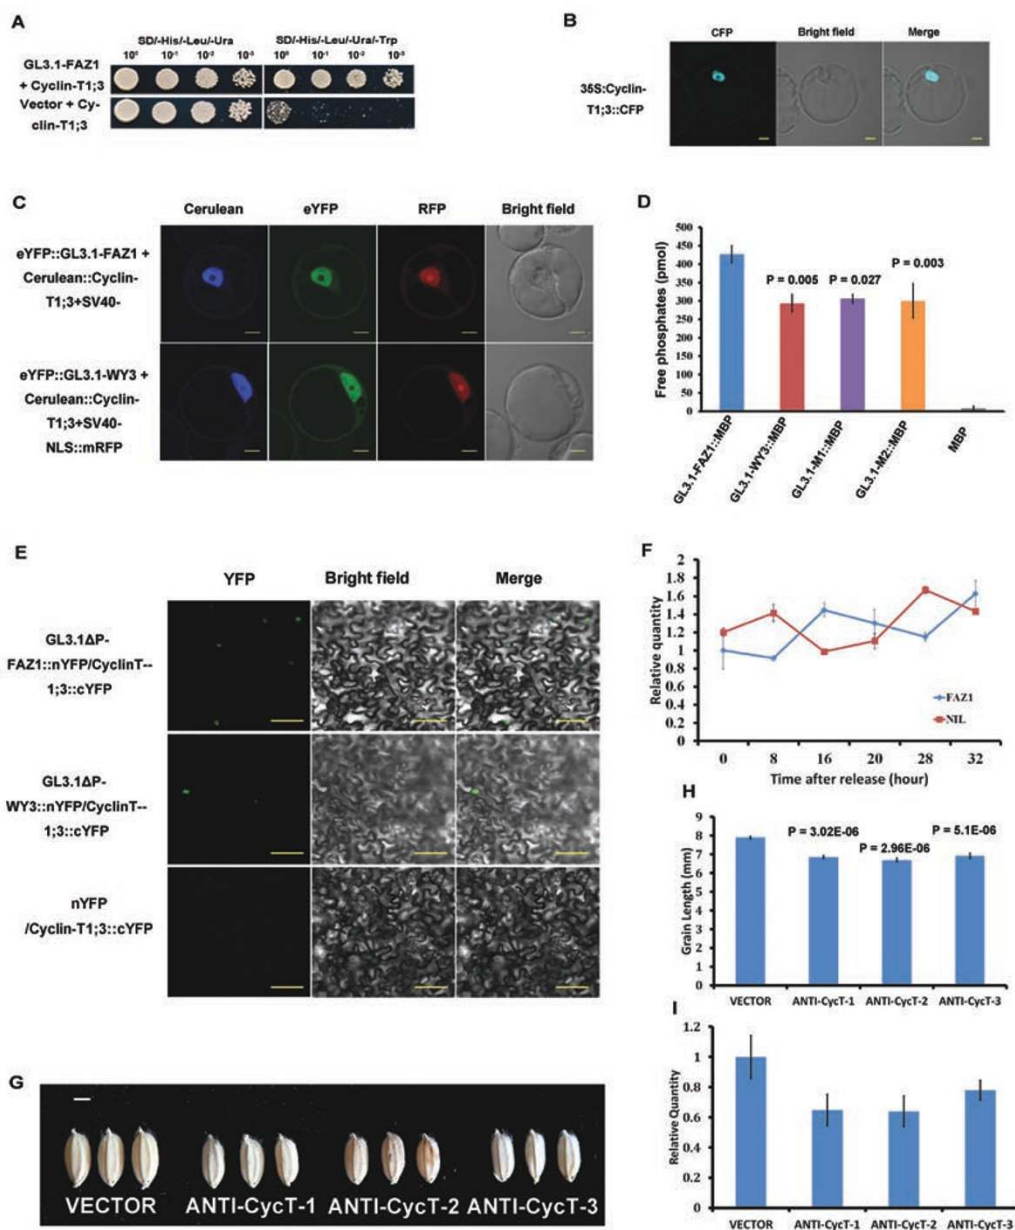 A
SD/-His/-Leu/-Ura
SD/-His/-Leu/-Ura/-Trp
10⁰ 10⁻¹ 10⁻² 10⁻³ 10⁰ 10⁻¹ 10⁻² 10⁻³
GL3.1-FAZ1
+ Cyclin-T1;3
Vector + Cy-
clin-T1;3
B
CFP Bright field Merge
35S:Cyclin-
T1;3::CFP
C
Cerulean eYFP RFP Bright field
eYFP::GL3.1-FAZ1 +
Cerulean::Cyclin-
T1;3+SV40-
eYFP::GL3.1-WY3 +
Cerulean::Cyclin-
T1;3+SV40-
NLS::mRFP
D
Free phosphates (pmol)
500
450
400
350
300
250
200
150
100
50
0
P = 0.005 P = 0.027 P = 0.003
GL3.1-FAZ1::MBP
GL3.1-WY3::MBP
GL3.1-M1::MBP
GL3.1-M2::MBP
MBP
E
YFP Bright field Merge
GL3.1ΔP-
FAZ1::nYFP/CyclinT--
1;3::cYFP
GL3.1ΔP-
WY3::nYFP/CyclinT--
1;3::cYFP
nYFP
/Cyclin-T1;3::cYFP
F
Relative quantity
2
1.8
1.6
1.4
1.2
1
0.8
0.6
0.4
0.2
0
FAZ1
NIL
0 8 16 20 28 32
Time after release (hour)
G
VECTOR ANTI-CycT-1 ANTI-CycT-2 ANTI-CycT-3
H
Grain Length (mm)
9
8
7
6
5
4
3
2
1
0
P = 3.02E-06
P = 2.96E-06
P = 5.1E-06
VECTOR ANTI-CycT-1 ANTI-CycT-2 ANTI-CycT-3
I
Relative Quantity
1.2
1
0.8
0.6
0.4
0.2
0
VECTOR ANTI-CycT-1 ANTI-CycT-2 ANTI-CycT-3